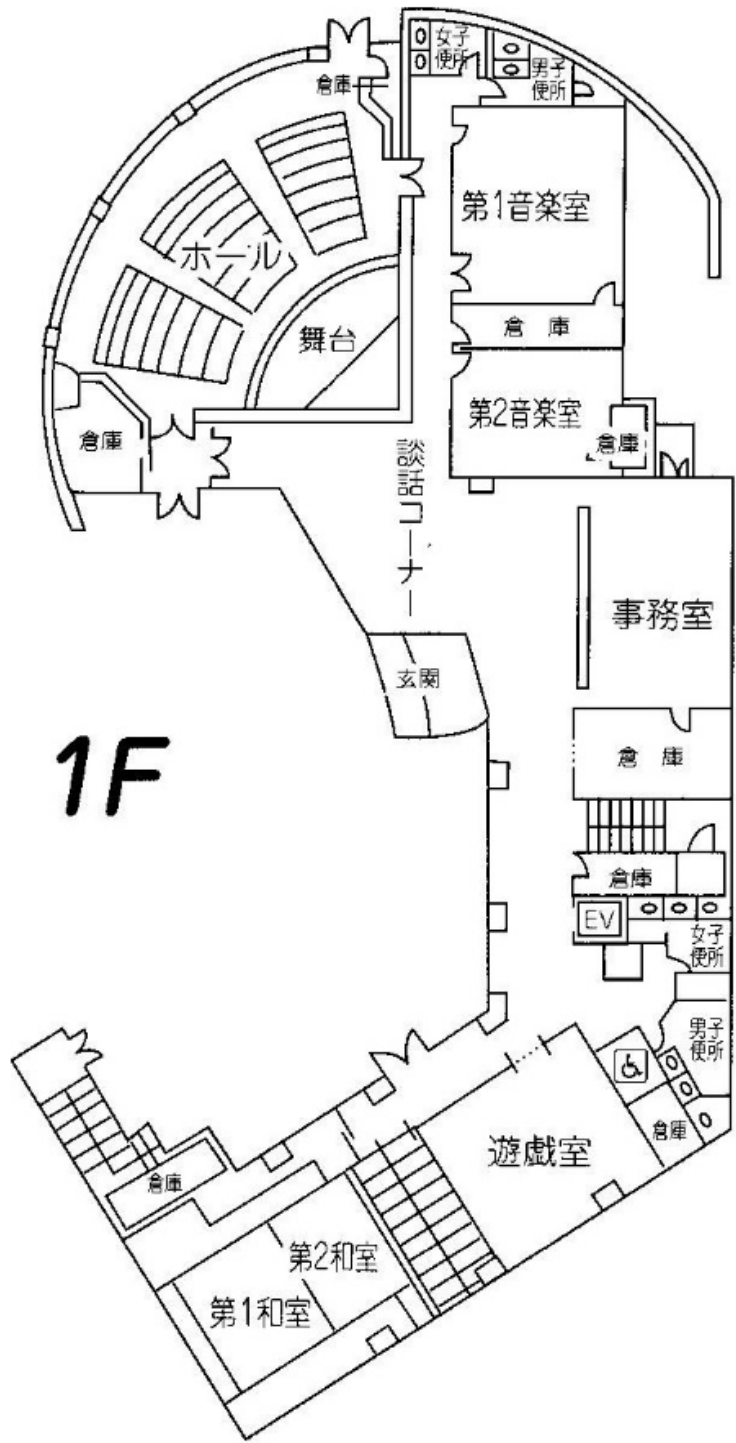 女子
便所
男子
便所
倉庫
第1音楽室
ホール
倉 庫
舞台
第2音楽室
倉庫
倉庫
談話コーナー
事務室
玄関
1F
倉 庫
倉庫
EV
女子
便所
男子
便所
倉庫
遊戯室
倉庫
第2和室
第1和室